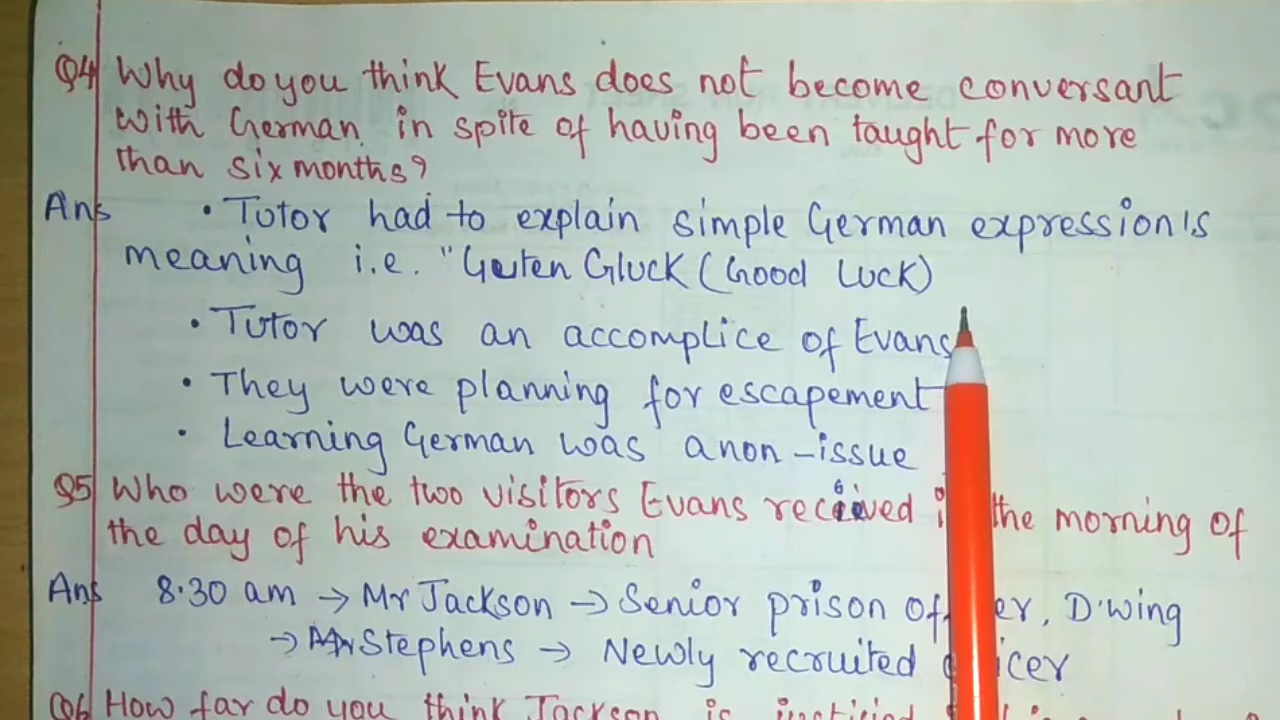 Q4 Why do you think Evans does not become conversant
with German in spite of having been taught for more
than six months?
Ans • Tutor had to explain simple German expression's
meaning i.e. "Guten Gluck (Good Luck)
• Tutor was an accomplice of Evans
• They were planning for escapement
• Learning German was a non-issue
Q5 Who were the two visitors Evans received the morning of
the day of his examination
Ans 8.30 am → Mr Jackson → Senior prison D'wing
→ Stephens → Newly recruited
Q6 How far do you think Jackson is